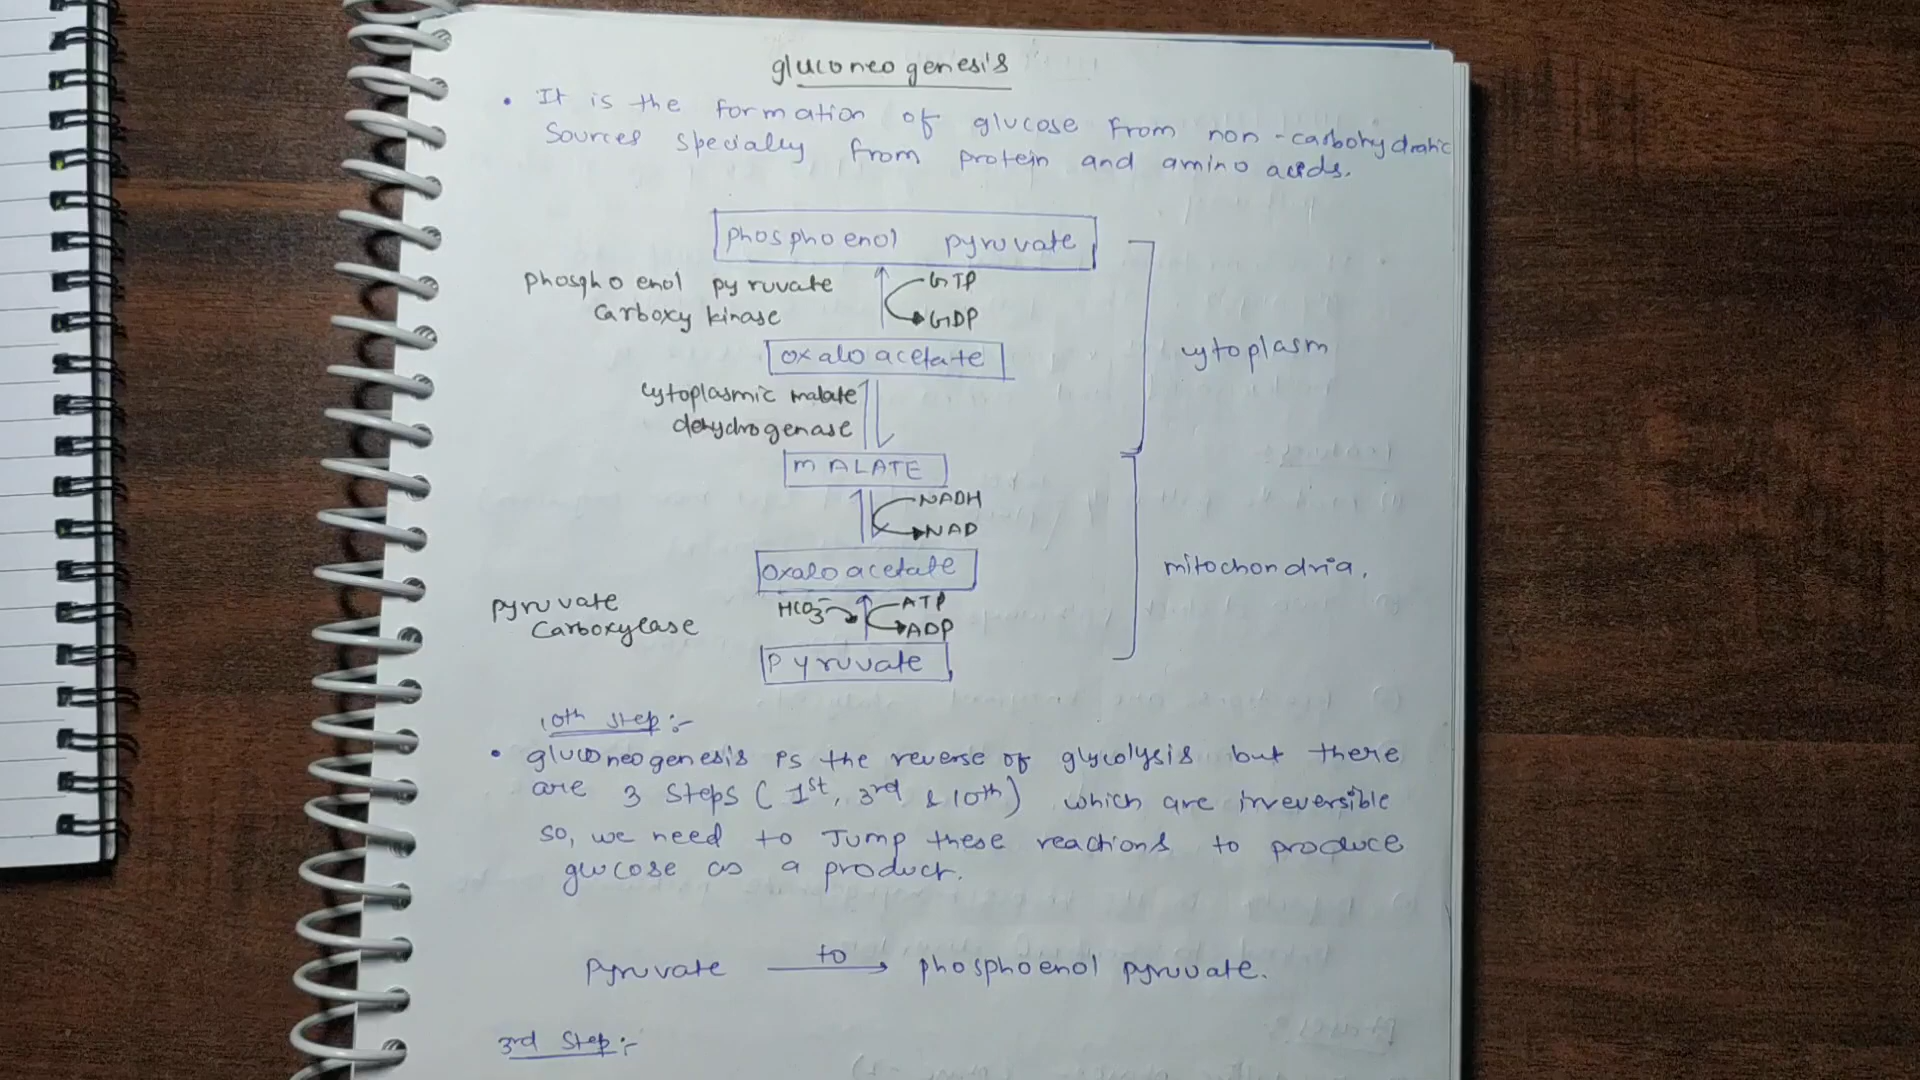 gluconeogenesis
• It is the formation of glucose from non-carbohydratic
sources specially from protein and amino acids.
phosphoenol pyruvate
phosphoenol pyruvate
carboxy kinase
GTP
GDP
oxaloacetate
cytoplasm
cytoplasmic malate
dehydrogenase
MALATE
NADH
NAD
oxaloacetate
mitochondria.
pyruvate
carboxylase
HCO3-
ATP
ADP
Pyruvate
10th step:-
• gluconeogenesis is the reverse of glycolysis but there
are 3 steps (1st, 3rd & 10th) which are irreversible
so, we need to Jump these reactions to produce
glucose as a product.
Pyruvate to → phosphoenol pyruvate.
3rd step:-